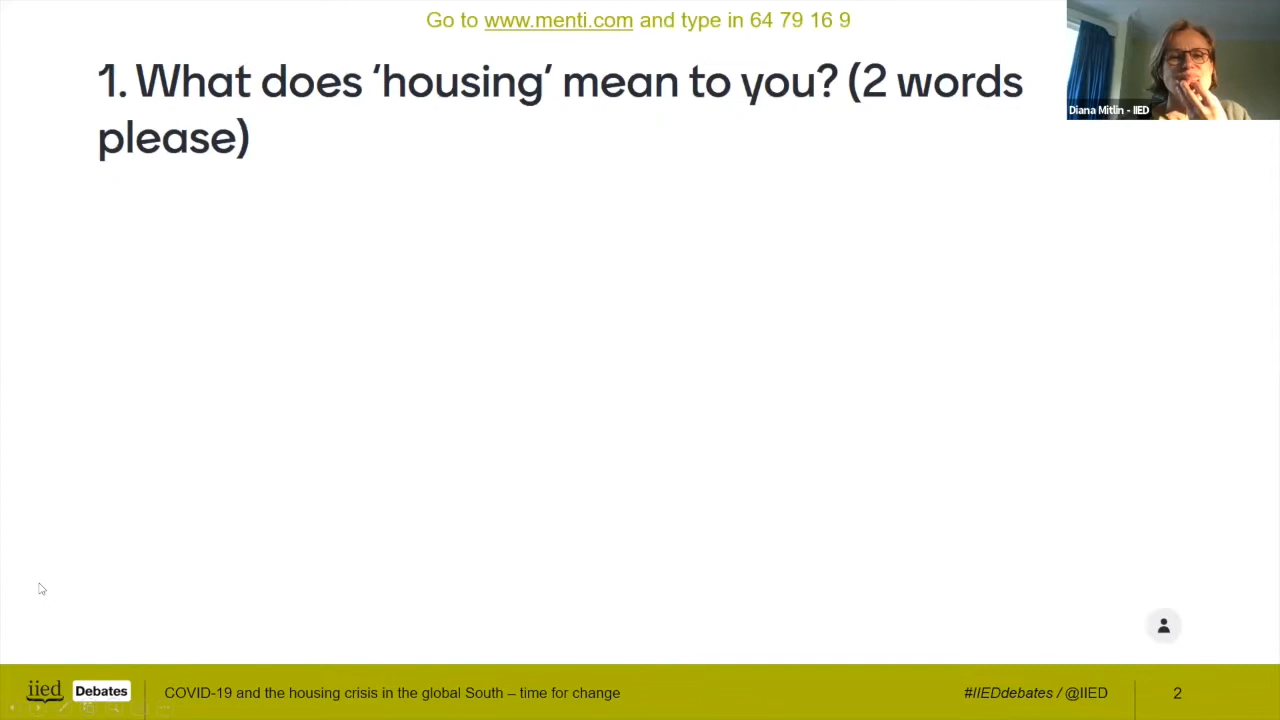 Go to www.menti.com and type in 64 79 16 9
1. What does ‘housing’ mean to you? (2 words
please)
Diana Mitlin - IIED
iied Debates
COVID-19 and the housing crisis in the global South – time for change
#IIEDdebates / @IIED
2